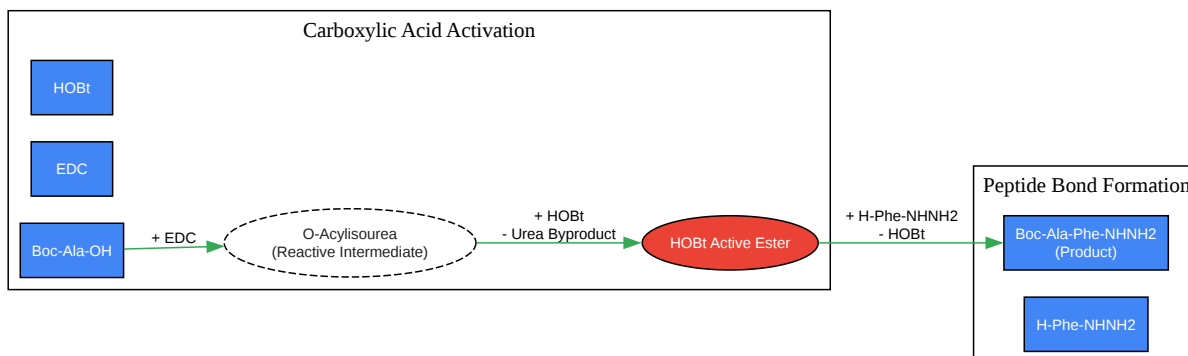 Carboxylic Acid Activation
HOBt
EDC
Boc-Ala-OH
+ EDC
O-Acylisourea
(Reactive Intermediate)
+ HOBt
- Urea Byproduct
HOBt Active Ester
+ H-Phe-NHNH2
- HOBt
Peptide Bond Formation
Boc-Ala-Phe-NHNH2
(Product)
H-Phe-NHNH2